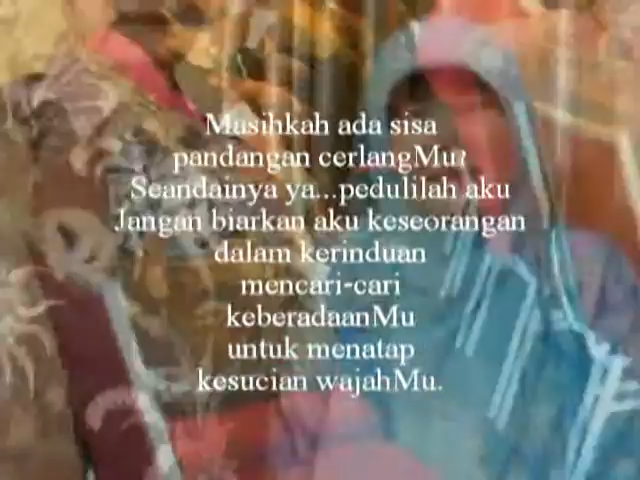 Masihkah ada sisa
pandangan cerlangMu?
Seandainya ya...pedulilah aku
Jangan biarkan aku keseorangan
dalam kerinduan
mencari-cari
keberadaanMu
untuk menatap
kesucian wajahMu.